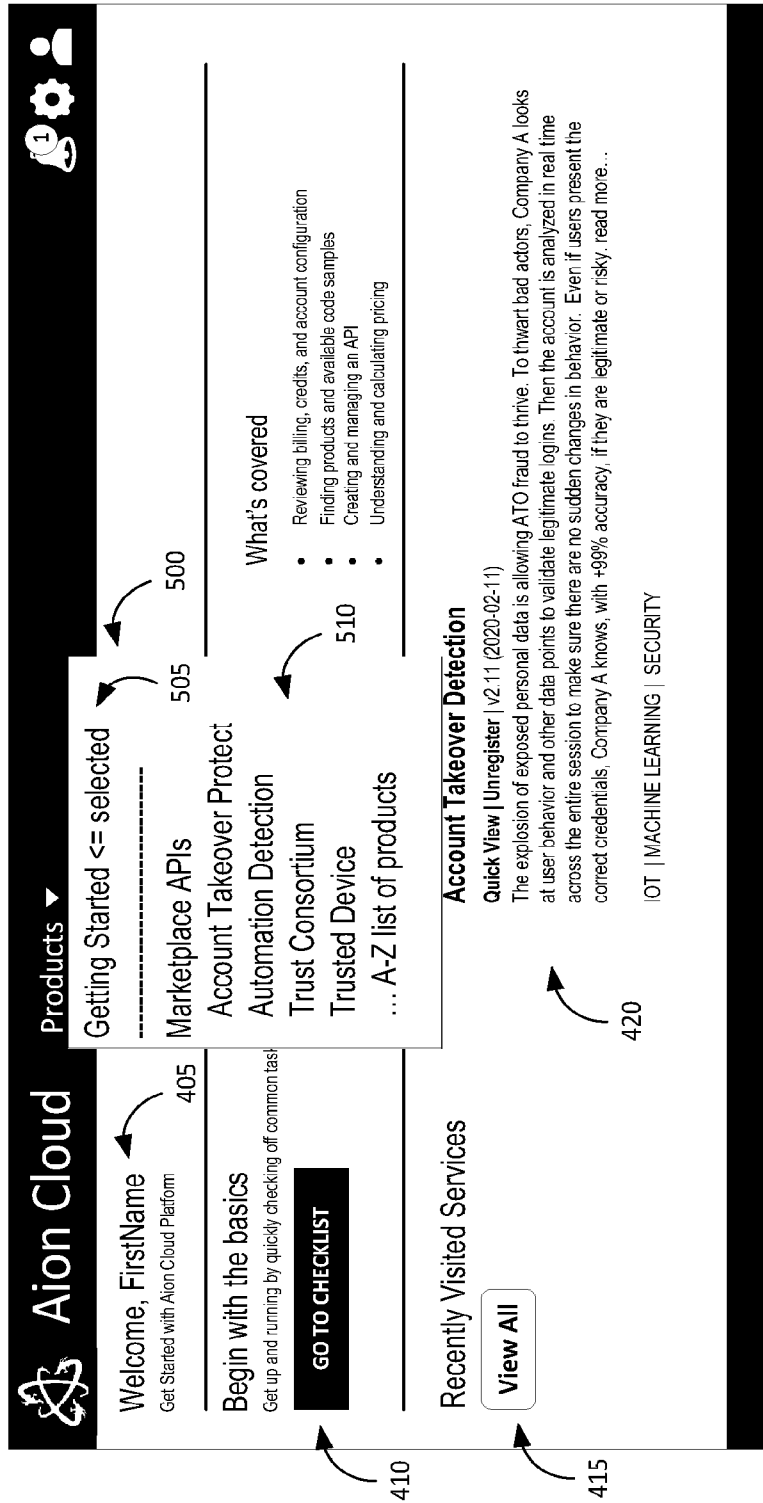 Aion Cloud
Products ▼
1
Welcome, FirstName
Get Started with Aion Cloud Platform
405
Getting Started <= selected
--------------------
Marketplace APIs
Account Takeover Protect
Automation Detection
Trust Consortium
Trusted Device
... A-Z list of products
500
505
510
Begin with the basics
Get up and running by quickly checking off common task
GO TO CHECKLIST
410
What's covered
• Reviewing billing, credits, and account configuration
• Finding products and available code samples
• Creating and managing an API
• Understanding and calculating pricing
Recently Visited Services
View All
415
Account Takeover Detection
Quick View | Unregister | v2.11 (2020-02-11)
The explosion of exposed personal data is allowing ATO fraud to thrive. To thwart bad actors, Company A looks
at user behavior and other data points to validate legitimate logins. Then the account is analyzed in real time
across the entire session to make sure there are no sudden changes in behavior. Even if users present the
correct credentials, Company A knows, with +99% accuracy, if they are legitimate or risky. read more...
IOT | MACHINE LEARNING | SECURITY
420